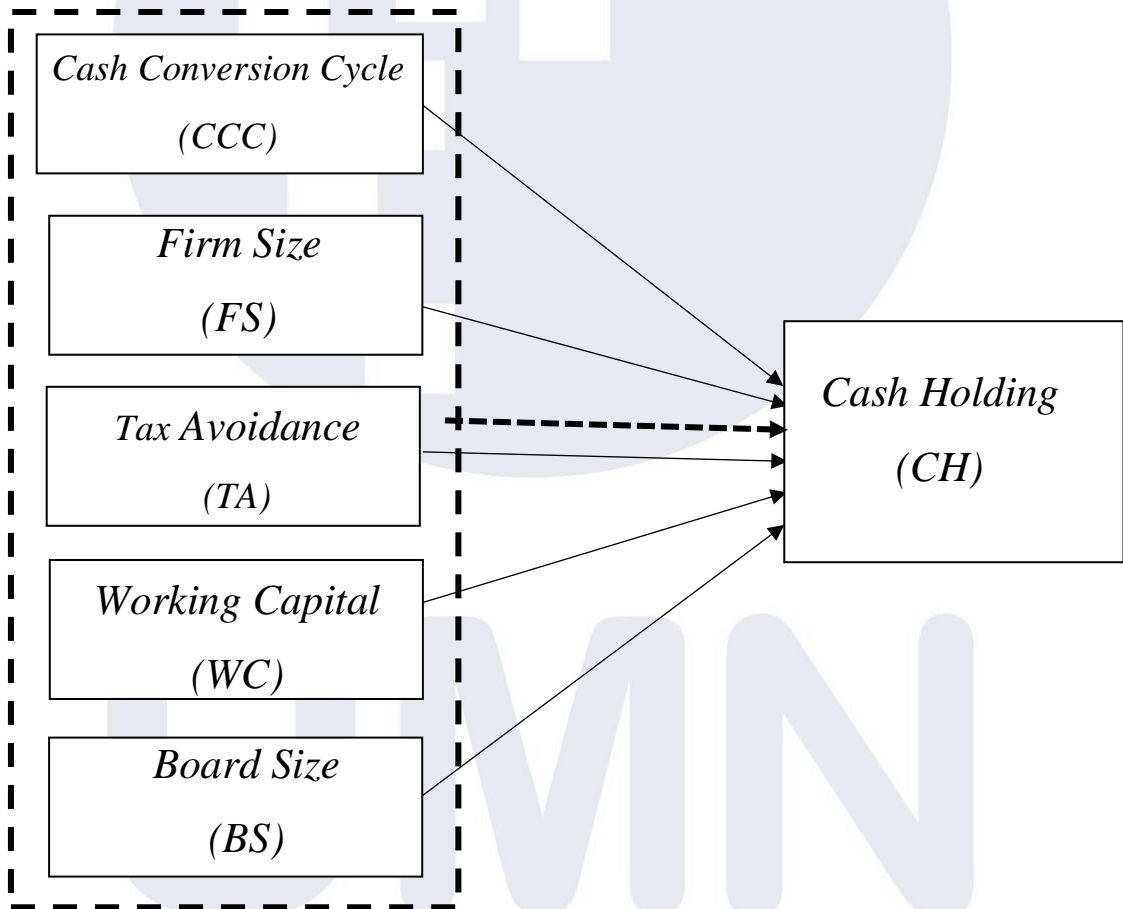 Cash Conversion Cycle
(CCC)
Firm Size
(FS)
Tax Avoidance
(TA)
Working Capital
(WC)
Board Size
(BS)
Cash Holding
(CH)
UMN